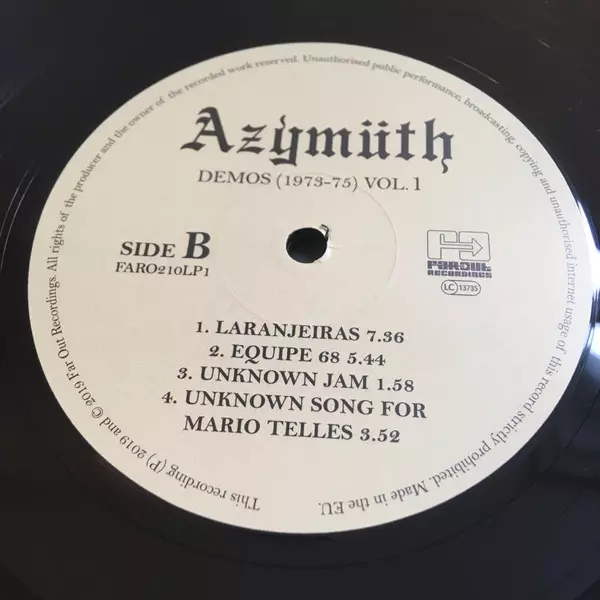 Azymüth
DEMOS (1973-75) VOL. 1
SIDE B
FARO210LP1
FAROUT
RECORDINGS
LC 13735
1. LARANJEIRAS 7.36
2. EQUIPE 68 5.44
3. UNKNOWN JAM 1.58
4. UNKNOWN SONG FOR
MARIO TELLES 3.52
This recording (P) 2019 and © 2019 Far Out Recordings. All rights of the producer and the owner of the recorded work reserved. Unauthorised public performance, broadcasting, copying and unauthorised internet usage of this record strictly prohibited. Made in the EU.